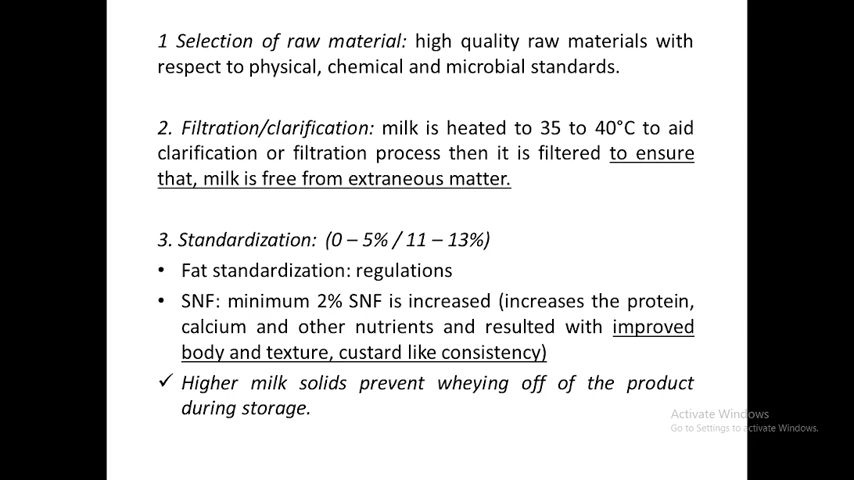 1 Selection of raw material: high quality raw materials with
respect to physical, chemical and microbial standards.
2. Filtration/clarification: milk is heated to 35 to 40°C to aid
clarification or filtration process then it is filtered to ensure
that, milk is free from extraneous matter.
3. Standardization: (0 – 5% / 11 – 13%)
• Fat standardization: regulations
• SNF: minimum 2% SNF is increased (increases the protein,
calcium and other nutrients and resulted with improved
body and texture, custard like consistency)
✓ Higher milk solids prevent wheying off of the product
during storage.
Activate Windows
Go to Settings to activate Windows.